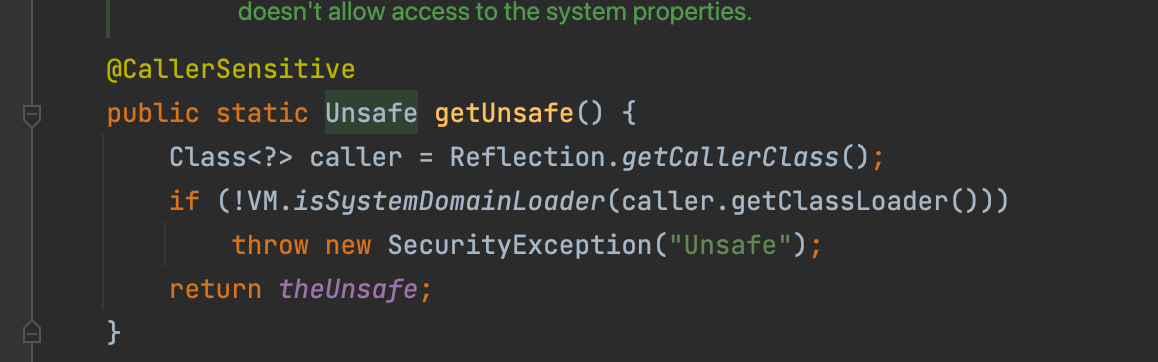 doesn't allow access to the system properties.
@CallerSensitive
public static Unsafe getUnsafe() {
    Class<?> caller = Reflection.getCallerClass();
    if (!VM.isSystemDomainLoader(caller.getClassLoader()))
        throw new SecurityException("Unsafe");
    return theUnsafe;
}